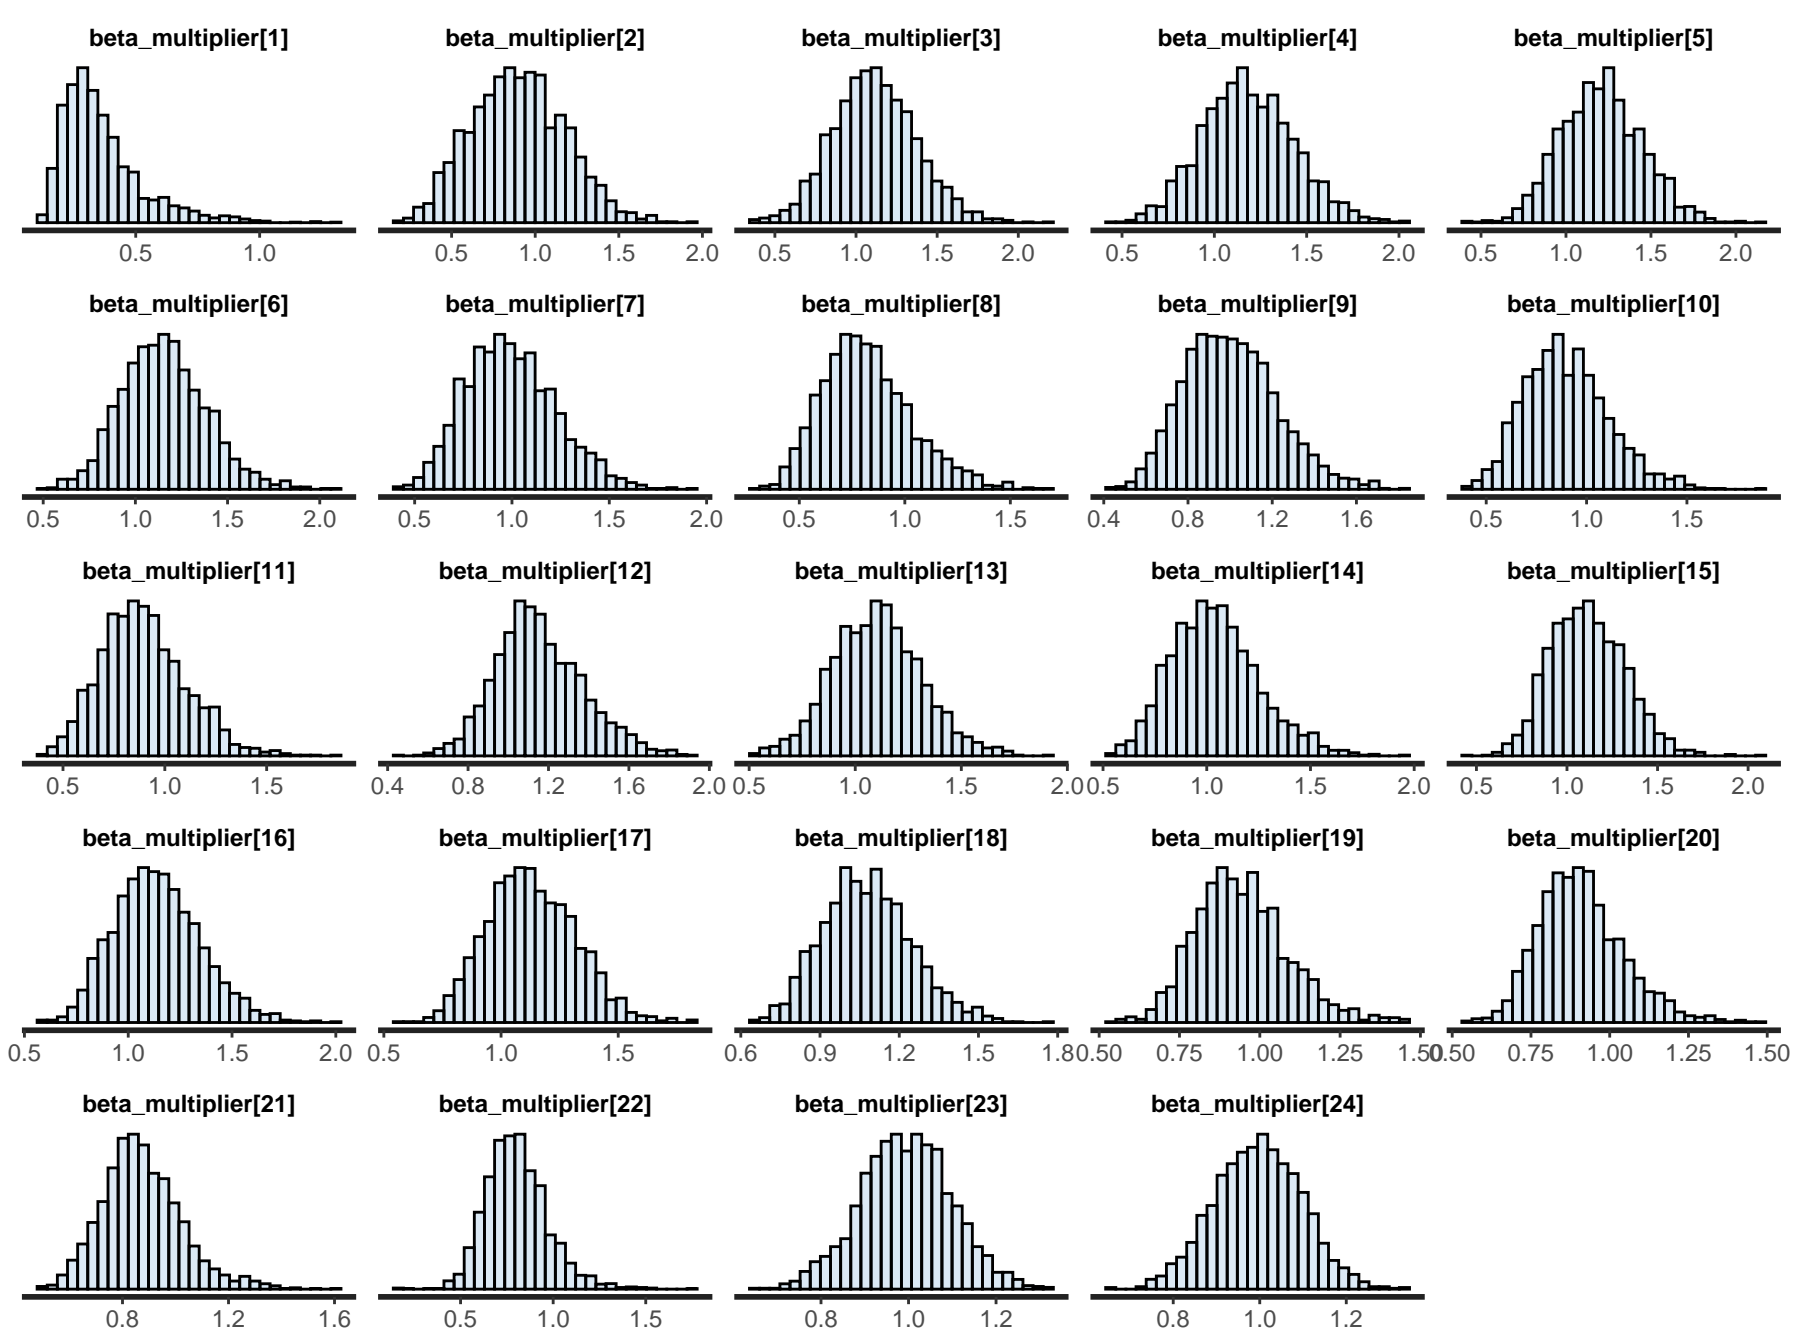 beta_multiplier[1] beta_multiplier[2] beta_multiplier[3] beta_multiplier[4] beta_multiplier[5]
0.5 1.0 0.5 1.0 1.5 2.0 0.5 1.0 1.5 2.0 0.5 1.0 1.5 2.0 0.5 1.0 1.5 2.0
beta_multiplier[6] beta_multiplier[7] beta_multiplier[8] beta_multiplier[9] beta_multiplier[10]
0.5 1.0 1.5 2.0 0.5 1.0 1.5 2.0 0.5 1.0 1.5 0.4 0.8 1.2 1.6 0.5 1.0 1.5
beta_multiplier[11] beta_multiplier[12] beta_multiplier[13] beta_multiplier[14] beta_multiplier[15]
0.5 1.0 1.5 0.4 0.8 1.2 1.6 2.0 0.5 1.0 1.5 2.0 0.5 1.0 1.5 2.0 0.5 1.0 1.5 2.0
beta_multiplier[16] beta_multiplier[17] beta_multiplier[18] beta_multiplier[19] beta_multiplier[20]
0.5 1.0 1.5 2.0 0.5 1.0 1.5 0.6 0.9 1.2 1.5 1.8 0.50 0.75 1.00 1.25 1.50 0.50 0.75 1.00 1.25 1.50
beta_multiplier[21] beta_multiplier[22] beta_multiplier[23] beta_multiplier[24]
0.8 1.2 1.6 0.5 1.0 1.5 0.8 1.0 1.2 0.8 1.0 1.2